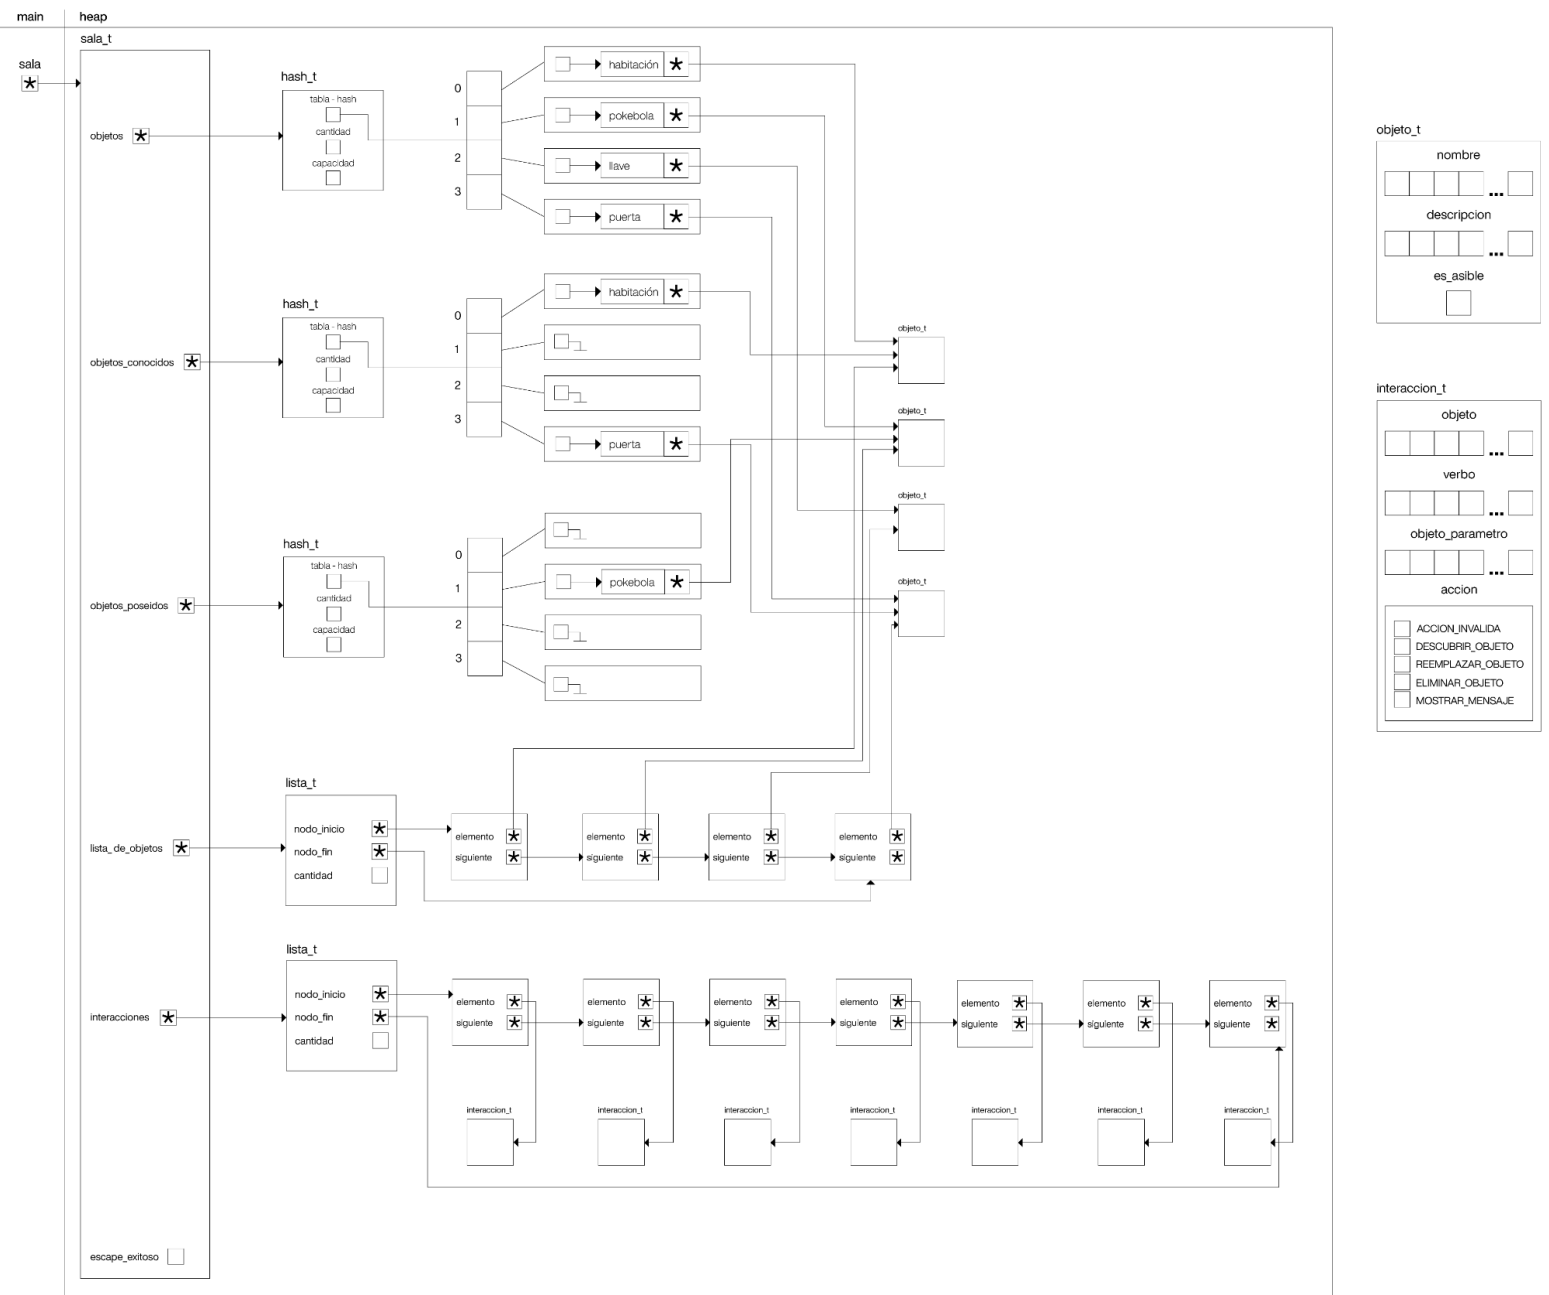 main
heap
sala_t
sala
objetos
hash_t
tabla - hash
cantidad
capacidad
0
1
2
3
habitación
pokebola
llave
puerta
objetos_conocidos
hash_t
tabla - hash
cantidad
capacidad
0
1
2
3
habitación
puerta
objetos_poseidos
hash_t
tabla - hash
cantidad
capacidad
0
1
2
3
pokebola
objeto_t
objeto_t
objeto_t
objeto_t
lista_de_objetos
lista_t
nodo_inicio
nodo_fin
cantidad
elemento
siguiente
elemento
siguiente
elemento
siguiente
elemento
siguiente
interacciones
lista_t
nodo_inicio
nodo_fin
cantidad
elemento
siguiente
elemento
siguiente
elemento
siguiente
elemento
siguiente
elemento
siguiente
elemento
siguiente
elemento
siguiente
interaccion_t
interaccion_t
interaccion_t
interaccion_t
interaccion_t
interaccion_t
interaccion_t
escape_exitoso
objeto_t
nombre
...
descripcion
...
es_asible
interaccion_t
objeto
...
verbo
...
objeto_parametro
...
accion
ACCION_INVALIDA
DESCUBRIR_OBJETO
REEMPLAZAR_OBJETO
ELIMINAR_OBJETO
MOSTRAR_MENSAJE